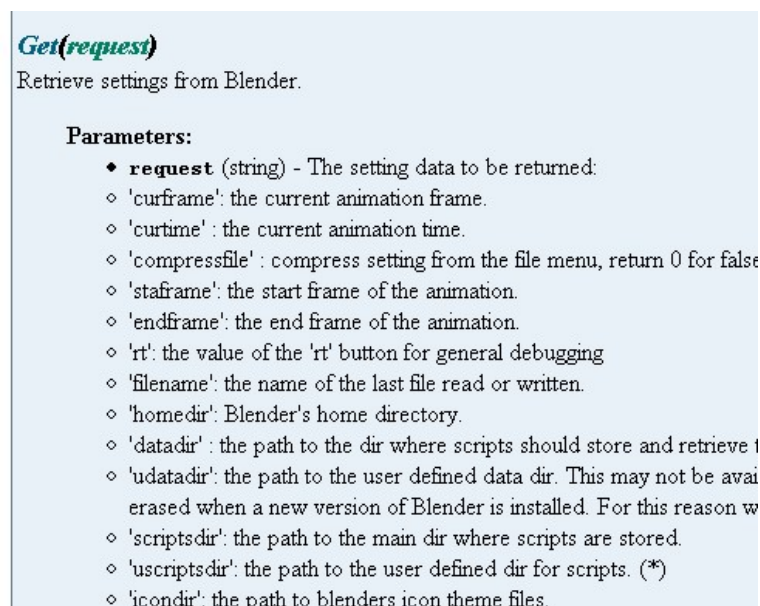 Get(request)
Retrieve settings from Blender.
Parameters:
request (string) - The setting data to be returned:
'curframe': the current animation frame.
'curtime' : the current animation time.
'compressfile' : compress setting from the file menu, return 0 for false
'staframe': the start frame of the animation.
'endframe': the end frame of the animation.
'rt': the value of the 'rt' button for general debugging
'filename': the name of the last file read or written.
'homedir': Blender's home directory.
'datadir' : the path to the dir where scripts should store and retrieve
'udatadir': the path to the user defined data dir. This may not be
erased when a new version of Blender is installed. For this reason
'scriptsdir': the path to the main dir where scripts are stored.
'uscriptsdir': the path to the user defined dir for scripts. (*)
'icondir': the path to blenders icon theme files.